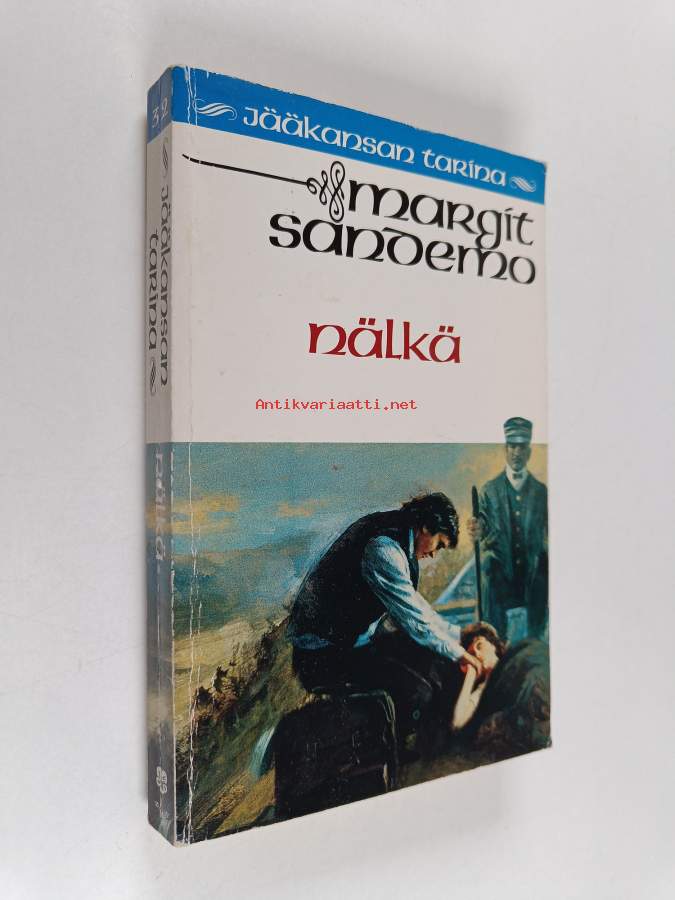 Jääkansan tarina
margit
sandemo
nälkä
Antikvariaatti.net
32
Jääkansan
tarina
nälkä